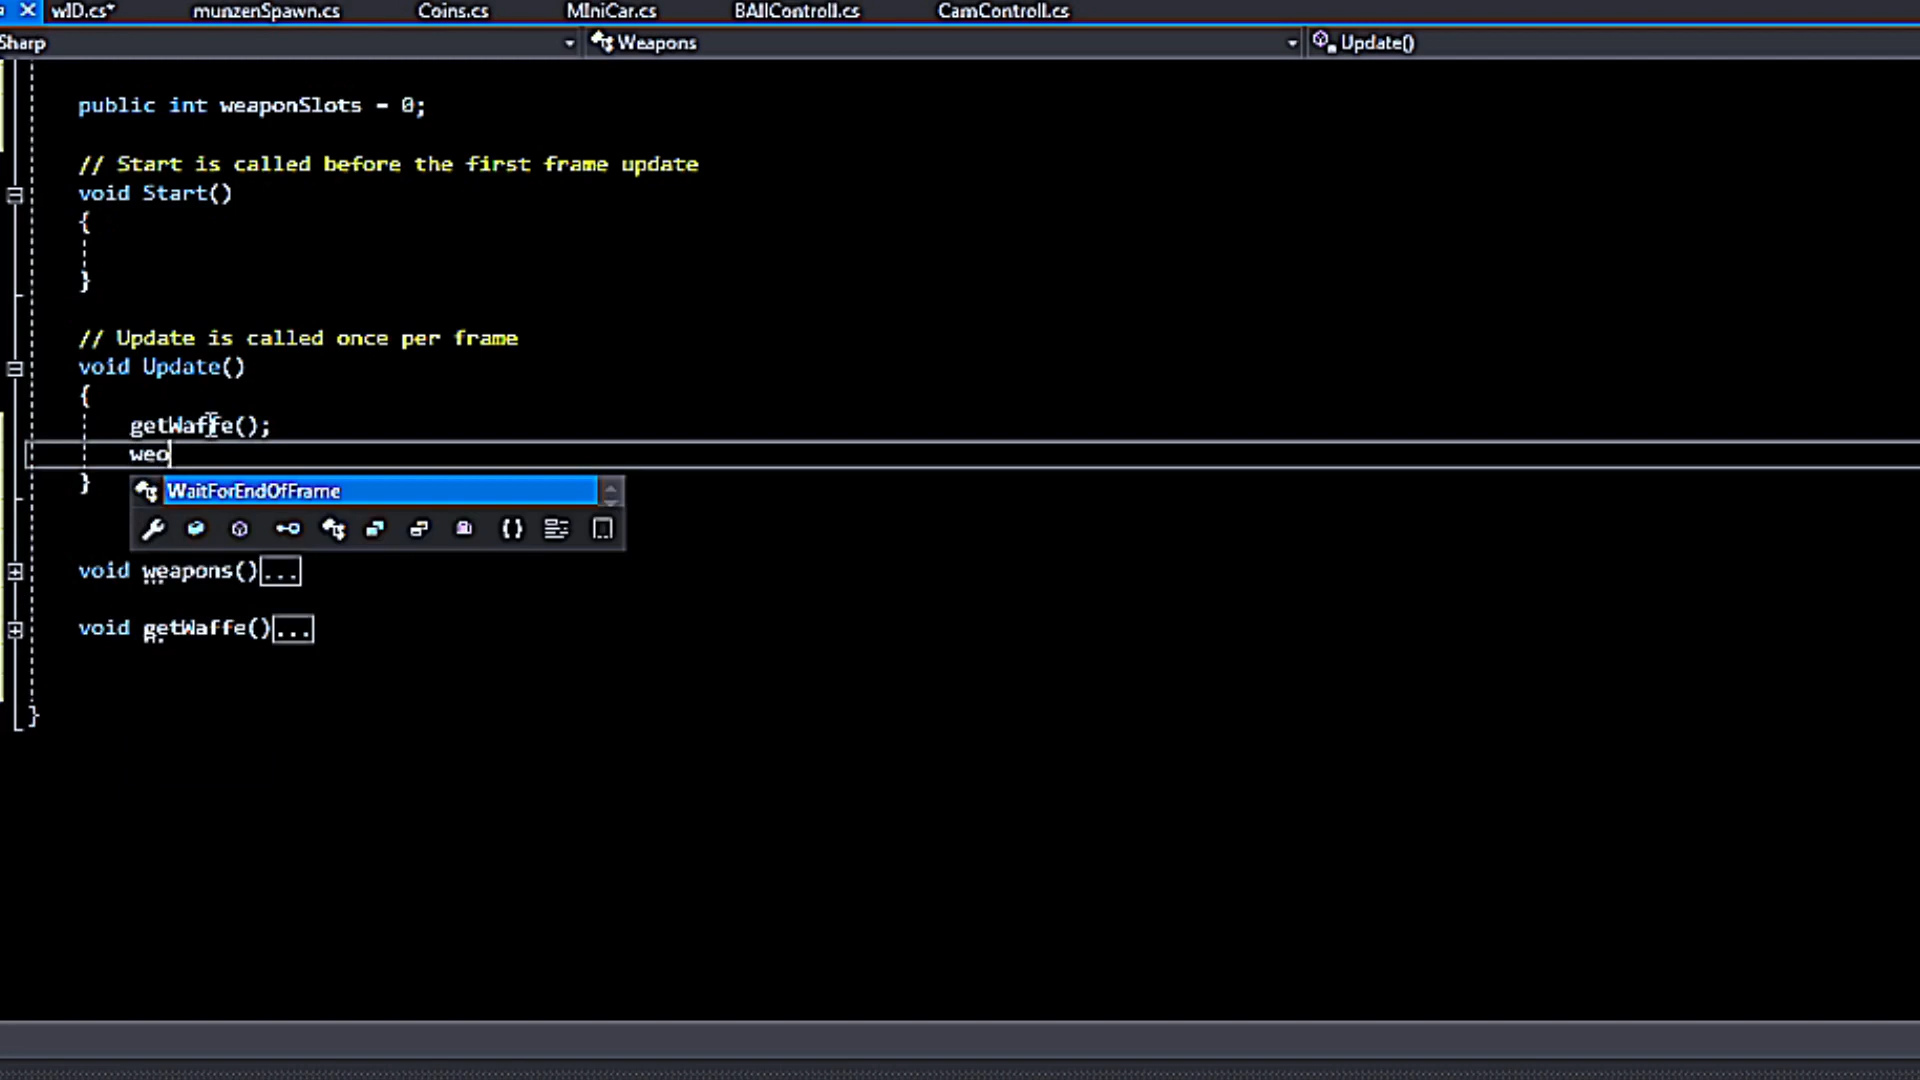 wID.cs* munzenSpawn.cs Coins.cs MIniCar.cs BAllControll.cs CamControll.cs
Sharp Weapons Update()
public int weaponSlots = 0;
// Start is called before the first frame update
void Start()
{
}
// Update is called once per frame
void Update()
{
getWaffe();
weo
}
WaitForEndOfFrame
void weapons()...
void getWaffe()...
}